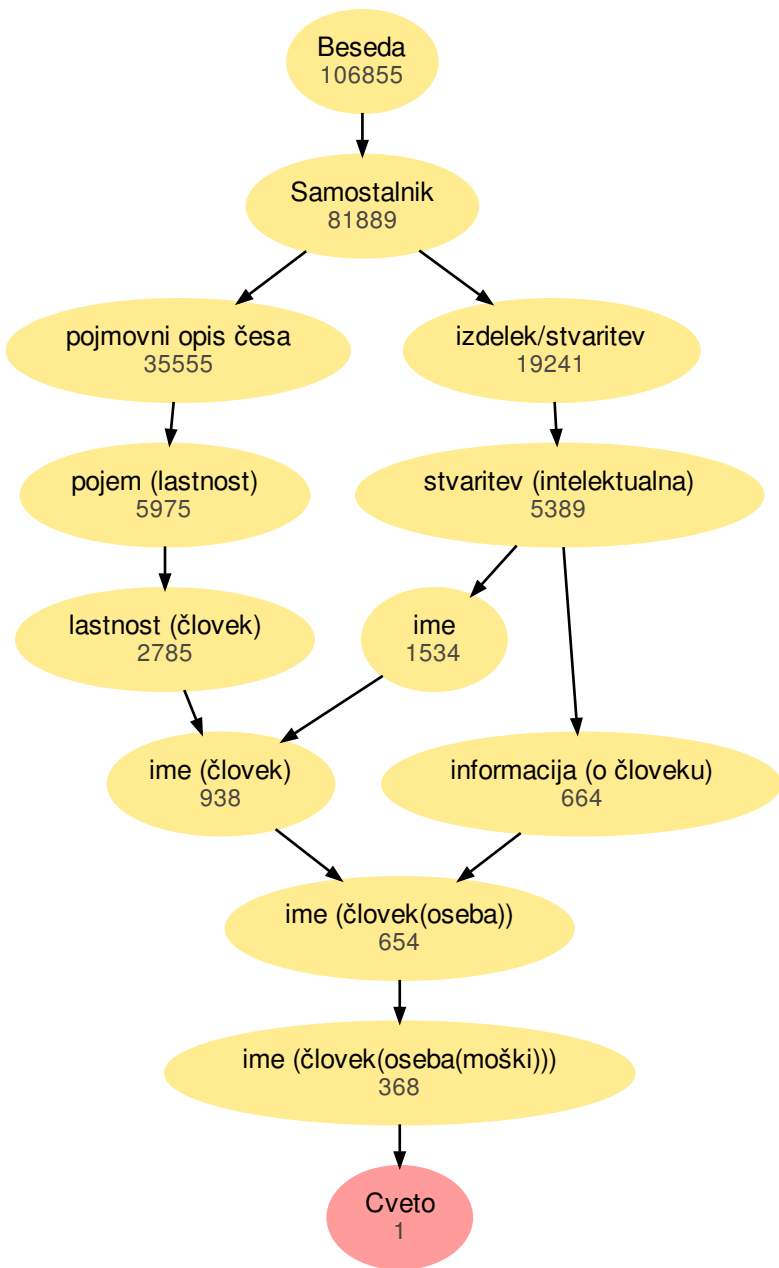 Beseda
106855
Samostalnik
81889
pojmovni opis česa
35555
izdelek/stvaritev
19241
pojem (lastnost)
5975
stvaritev (intelektualna)
5389
lastnost (človek)
2785
ime
1534
ime (človek)
938
informacija (o človeku)
664
ime (človek(oseba))
654
ime (človek(oseba(moški)))
368
Cveto
1